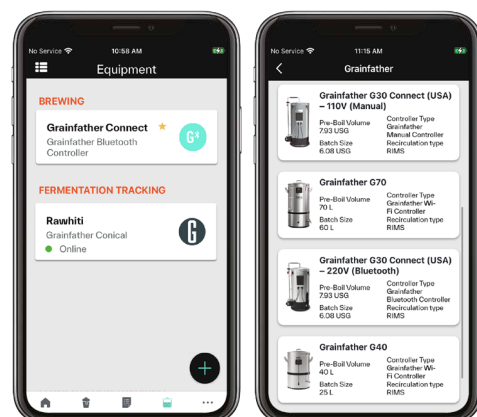 No Service 10:58 AM
Equipment
BREWING
Grainfather Connect
Grainfather Bluetooth
Controller
G
FERMENTATION TRACKING
Rawhiti
Grainfather Conical
Online
G
+
No Service 11:15 AM
Grainfather
Grainfather G30 Connect (USA)
– 110V (Manual)
Pre-Boil Volume
7.93 USG
Batch Size
6.08 USG
Controller Type
Grainfather
Manual Controller
Recirculation type
RIMS
Grainfather G70
Pre-Boil Volume
70 L
Batch Size
60 L
Controller Type
Grainfather Wi-
Fi Controller
Recirculation type
RIMS
Grainfather G30 Connect (USA)
– 220V (Bluetooth)
Pre-Boil Volume
7.93 USG
Batch Size
6.08 USG
Controller Type
Grainfather
Bluetooth Controller
Recirculation type
RIMS
Grainfather G40
Pre-Boil Volume
40 L
Batch Size
25 L
Controller Type
Grainfather Wi-
Fi Controller
Recirculation type
RIMS